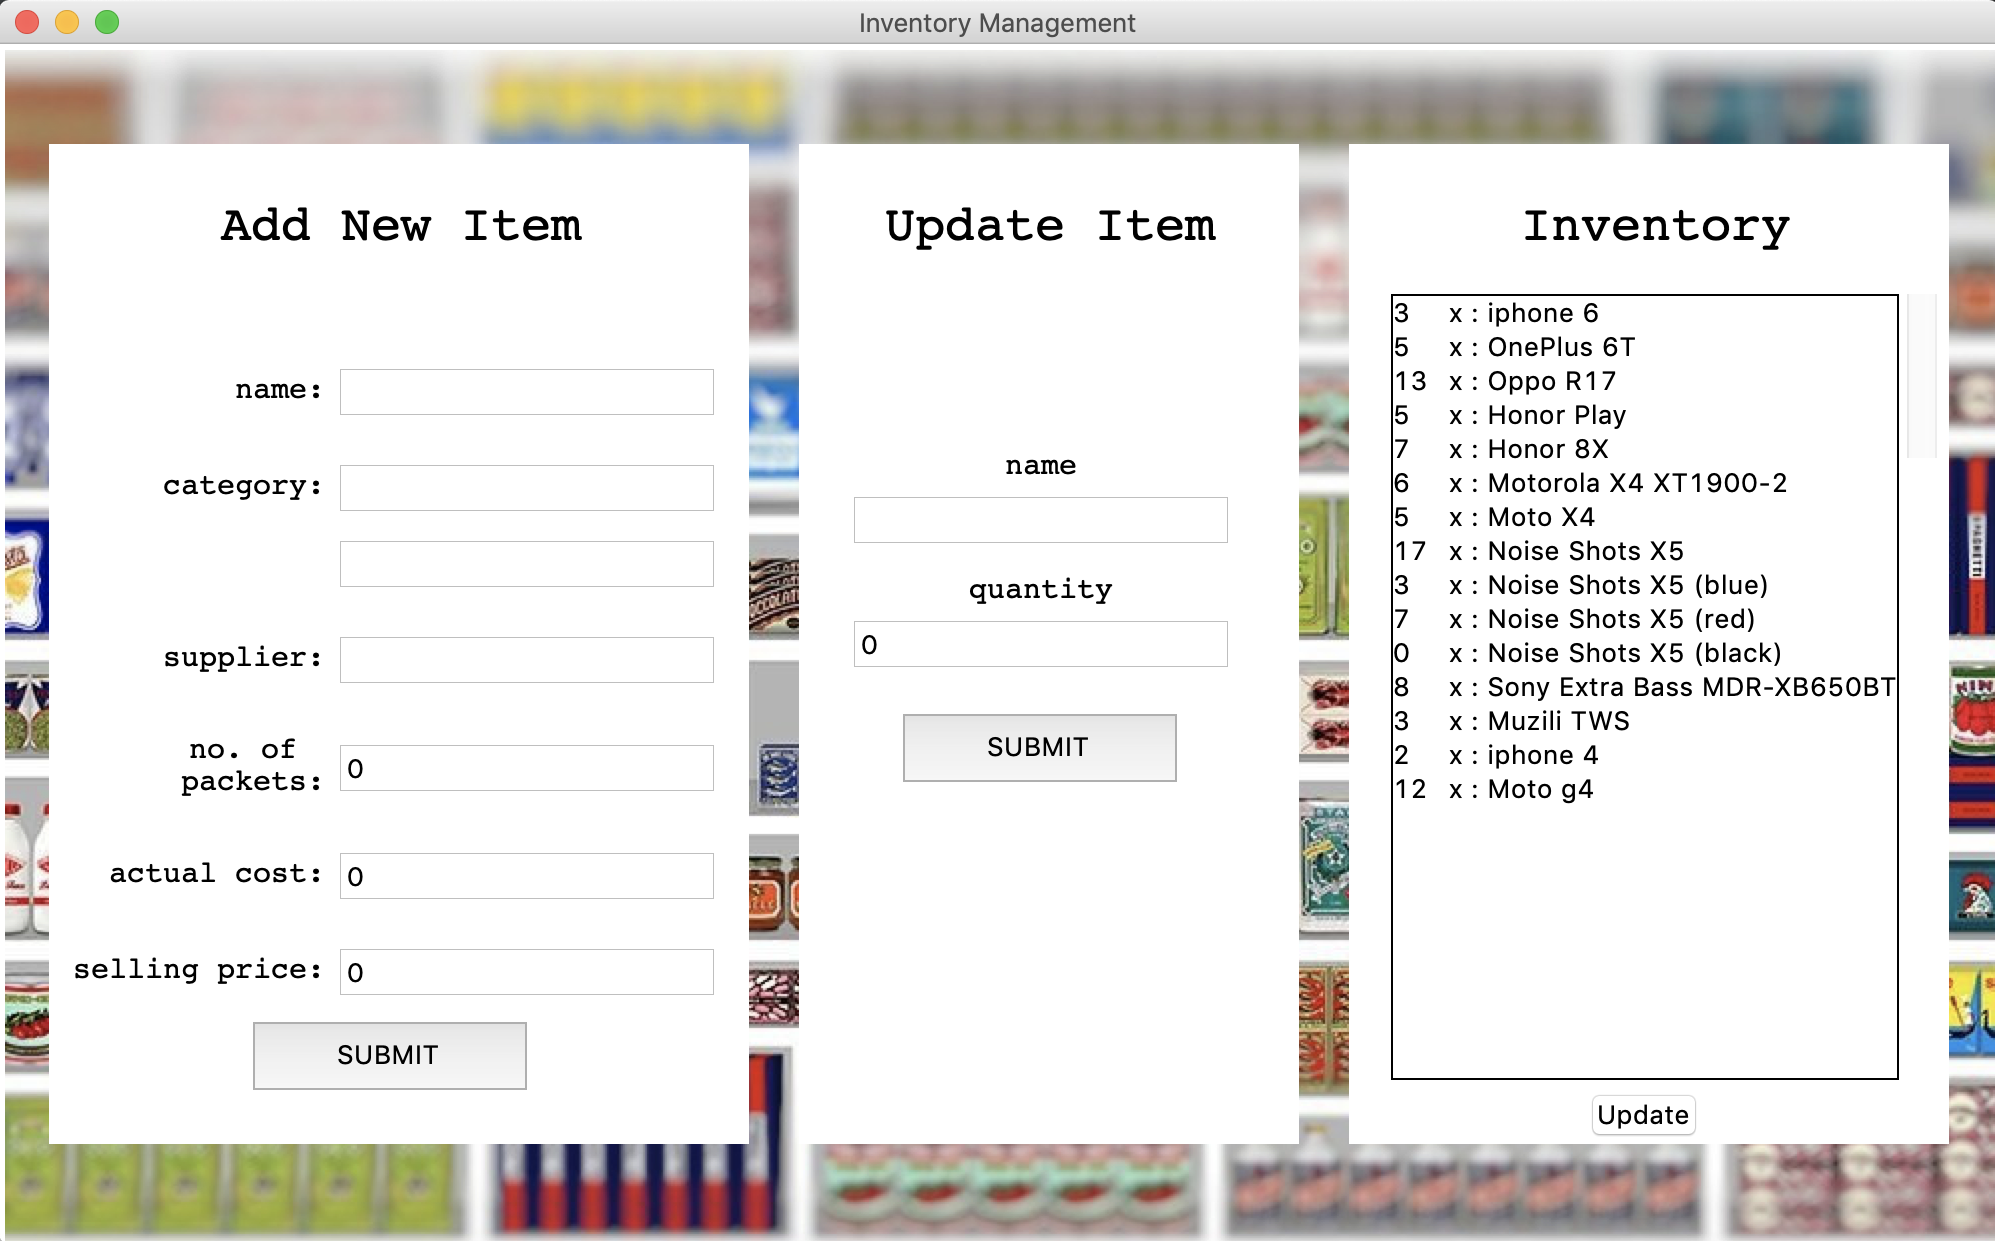 Inventory Management
Add New Item
name:
category:
supplier:
no. of
packets:
0
actual cost:
0
selling price:
0
SUBMIT
Update Item
name
quantity
0
SUBMIT
Inventory
3 x : iphone 6
5 x : OnePlus 6T
13 x : Oppo R17
5 x : Honor Play
7 x : Honor 8X
6 x : Motorola X4 XT1900-2
5 x : Moto X4
17 x : Noise Shots X5
3 x : Noise Shots X5 (blue)
7 x : Noise Shots X5 (red)
0 x : Noise Shots X5 (black)
8 x : Sony Extra Bass MDR-XB650BT
3 x : Muzili TWS
2 x : iphone 4
12 x : Moto g4
Update